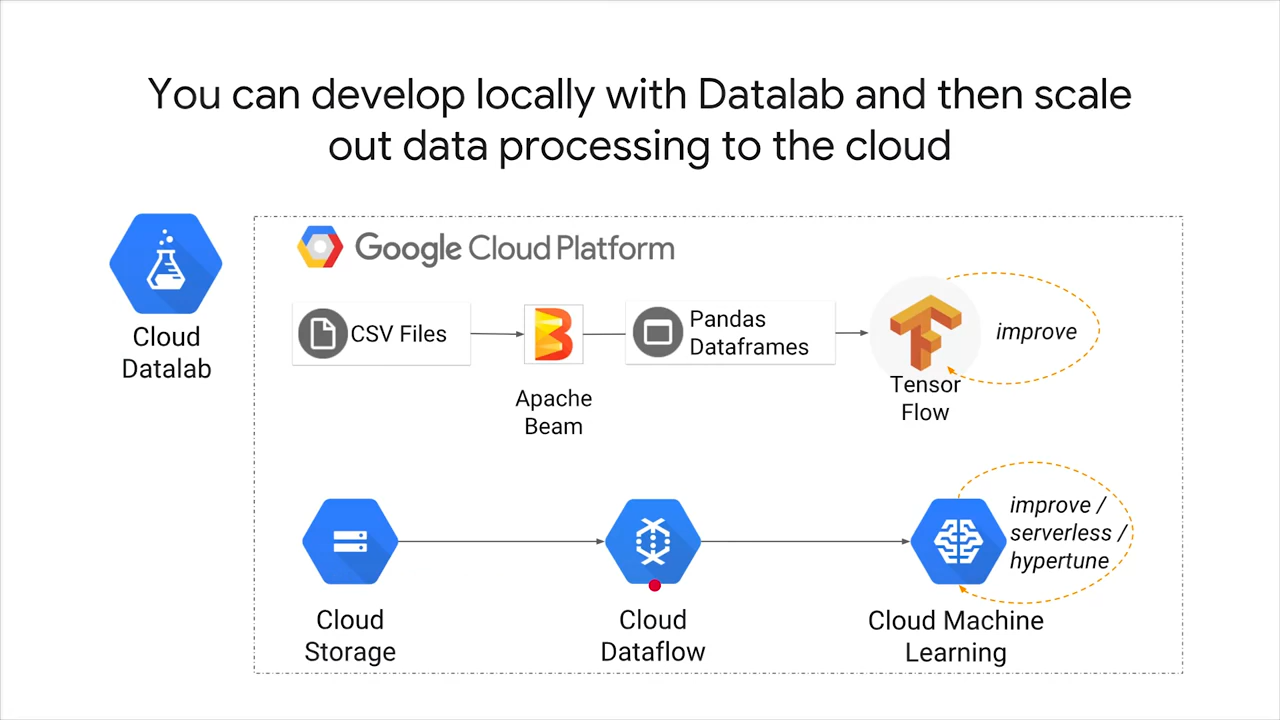 You can develop locally with Datalab and then scale
out data processing to the cloud
Cloud
Datalab
Google Cloud Platform
CSV Files
Apache
Beam
Pandas
Dataframes
Tensor
Flow
improve
Cloud
Storage
Cloud
Dataflow
Cloud Machine
Learning
improve /
serverless /
hypertune